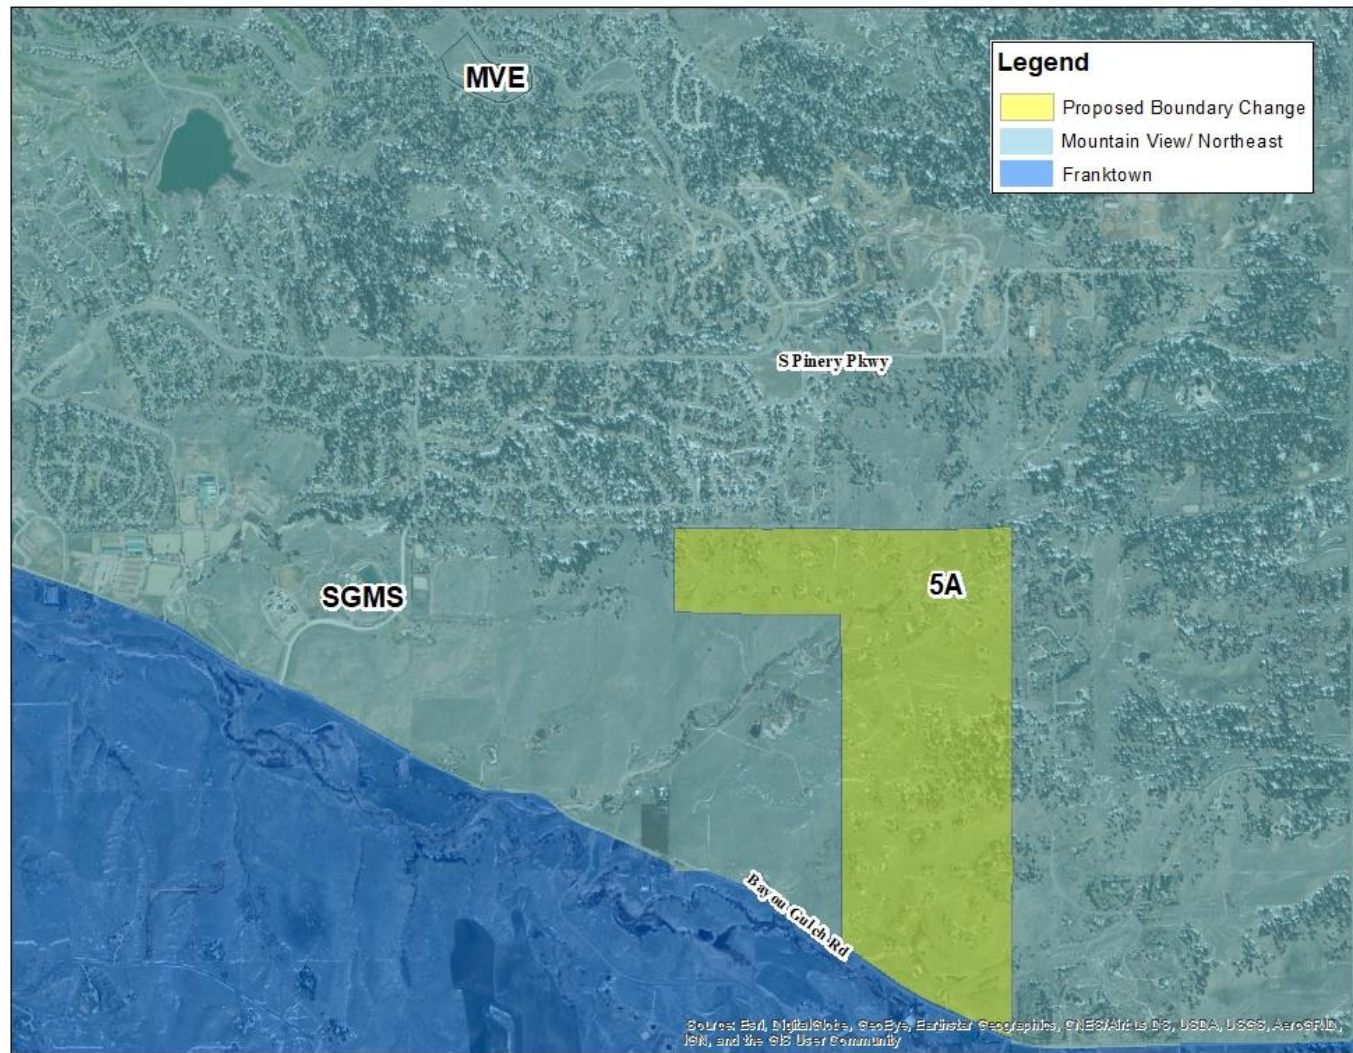 MVE
Legend
Proposed Boundary Change
Mountain View/ Northeast
Franktown
S Pinery Pkwy
5A
SGMS
Bayou Gulch Rd
Source: Esri, DigitalGlobe, GeoEye, Earthstar Geographics, CNES/Airbus DS, USDA, USGS, AeroGRID,
IGN, and the GIS User Community